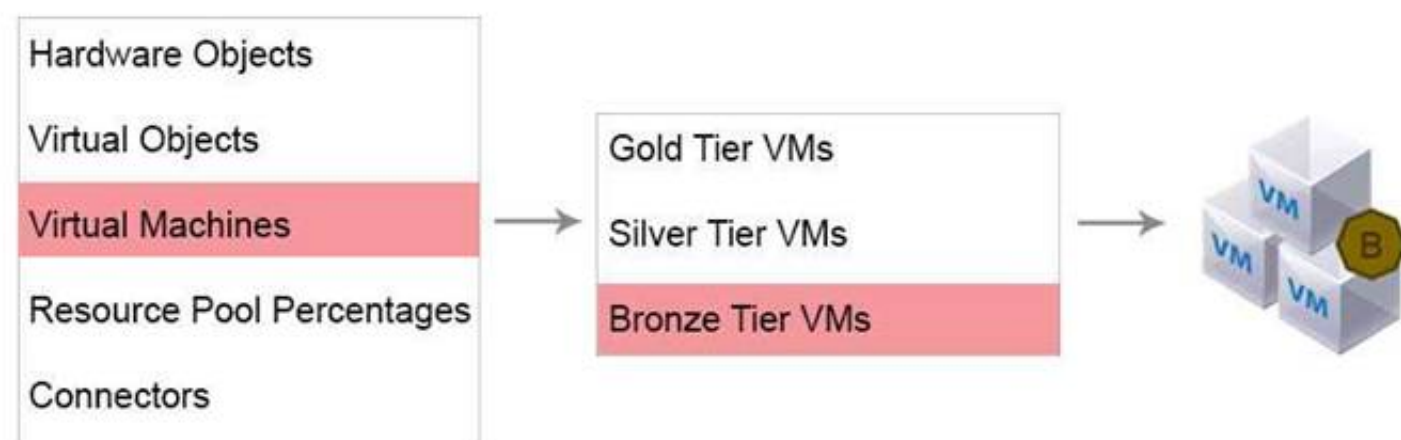 Hardware Objects
Virtual Objects
Virtual Machines
Resource Pool Percentages
Connectors
Gold Tier VMs
Silver Tier VMs
Bronze Tier VMs
VM
VM
VM
B